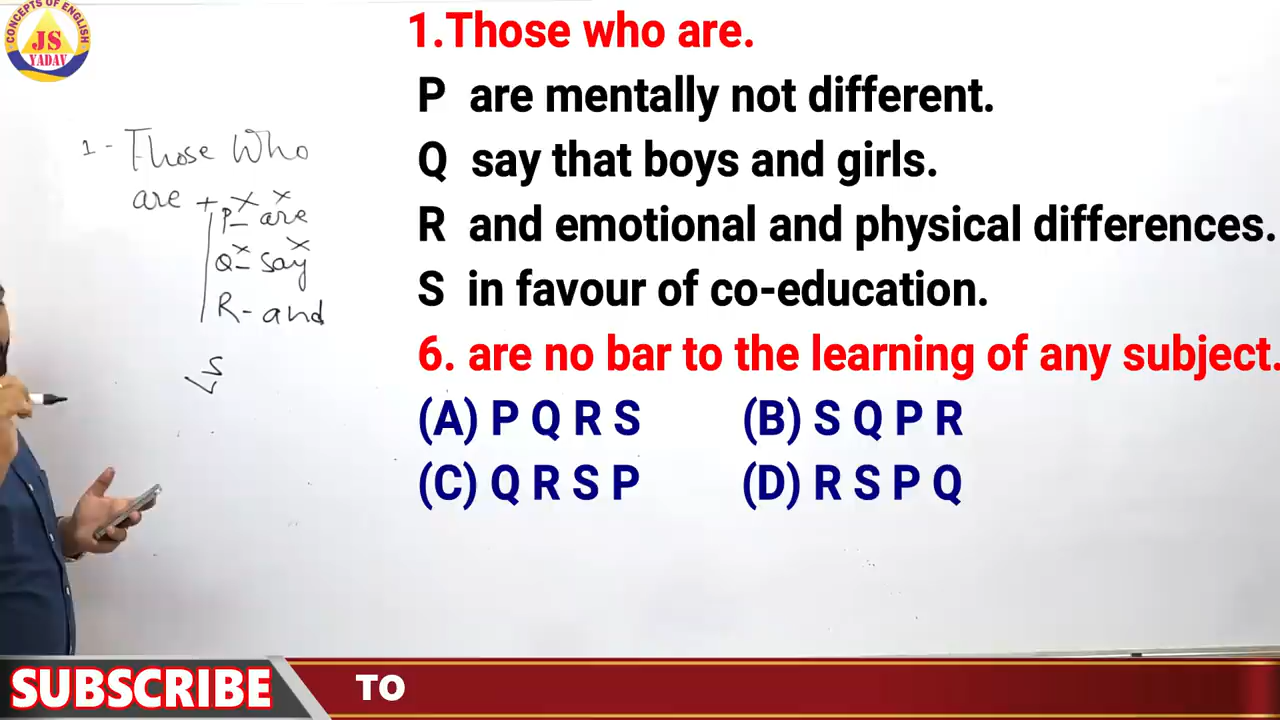 CONCEPTS OF ENGLISH
JS
YADAV
1.Those who are.
P are mentally not different.
Q say that boys and girls.
R and emotional and physical differences.
S in favour of co-education.
6. are no bar to the learning of any subject.
(A) P Q R S (B) S Q P R
(C) Q R S P (D) R S P Q
1 - Those Who
are + P - are
Q - say
R - and
S
SUBSCRIBE TO